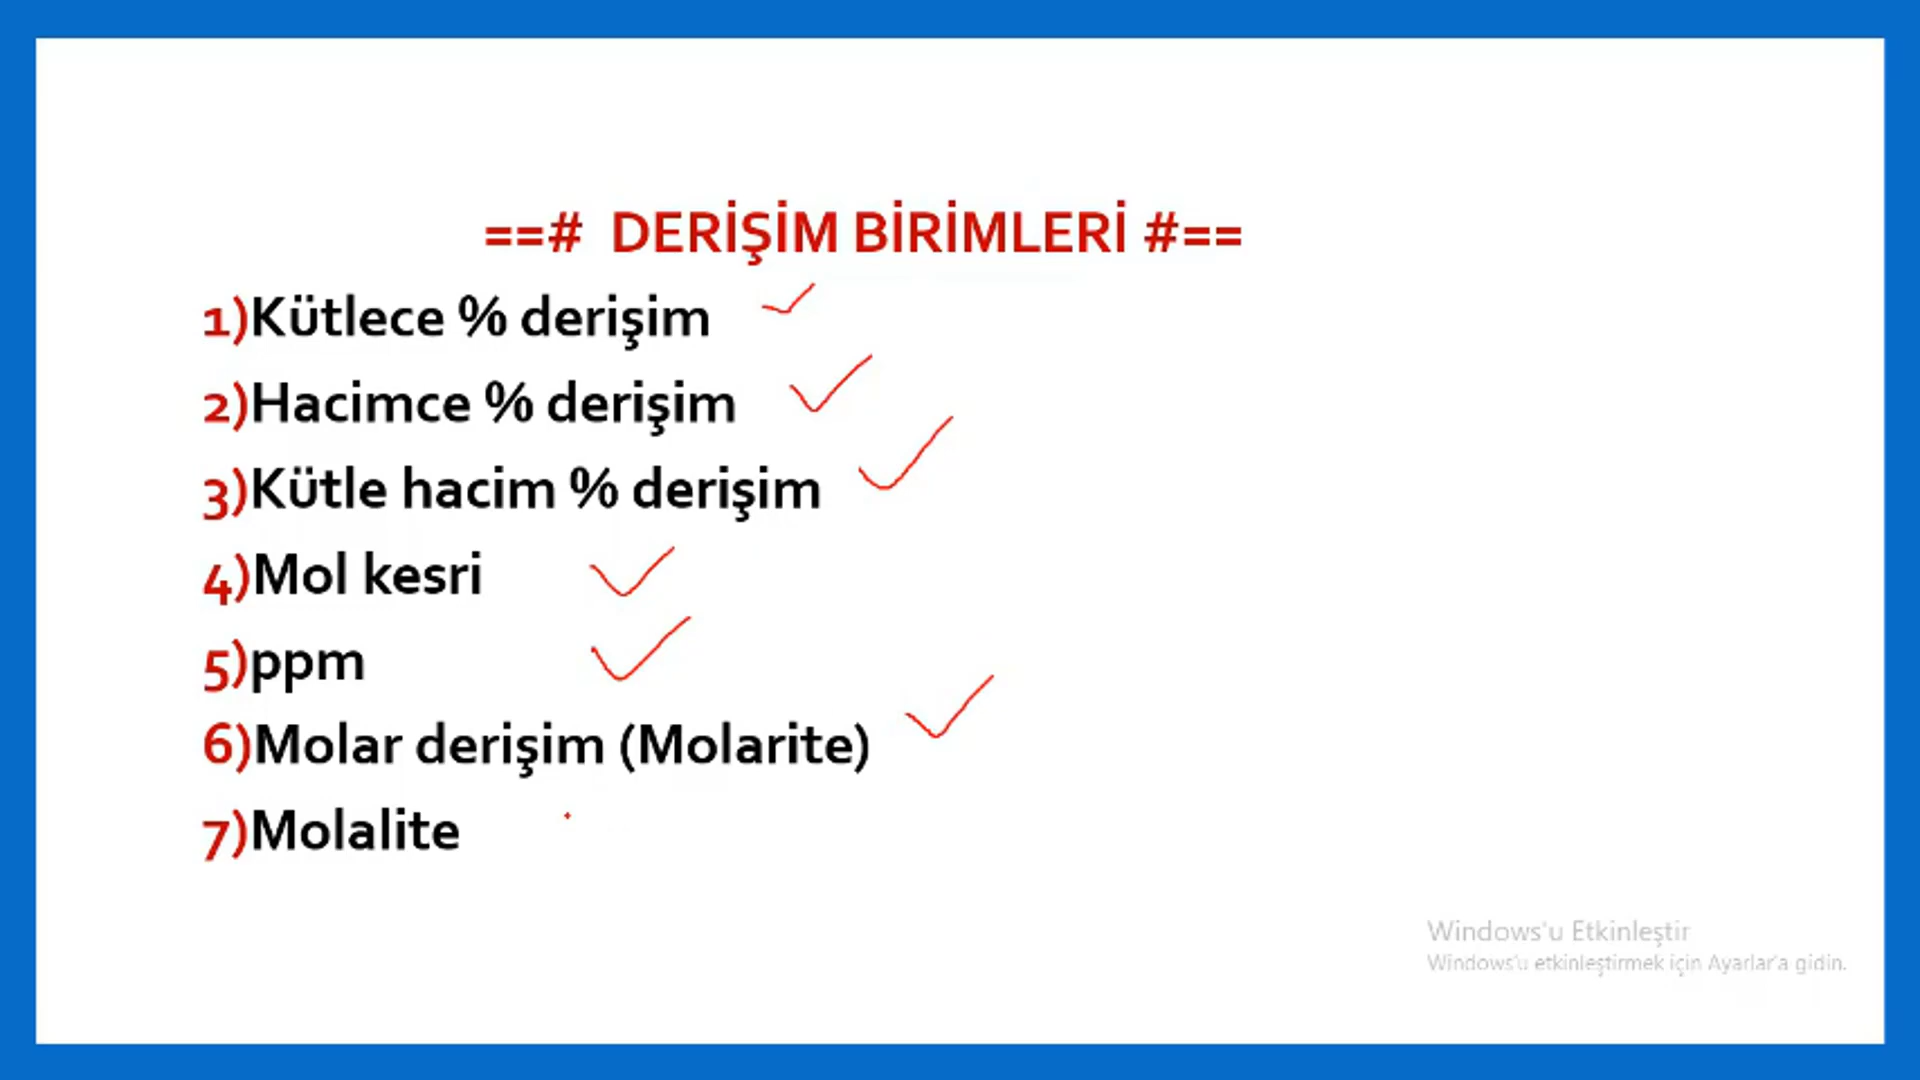 ==# DERİŞİM BİRİMLERİ #==
1)Kütlece % derişim
2)Hacimce % derişim
3)Kütle hacim % derişim
4)Mol kesri
5)ppm
6)Molar derişim (Molarite)
7)Molalite
Windows'u Etkinleştir
Windows'u etkinleştirmek için Ayarlar'a gidin.